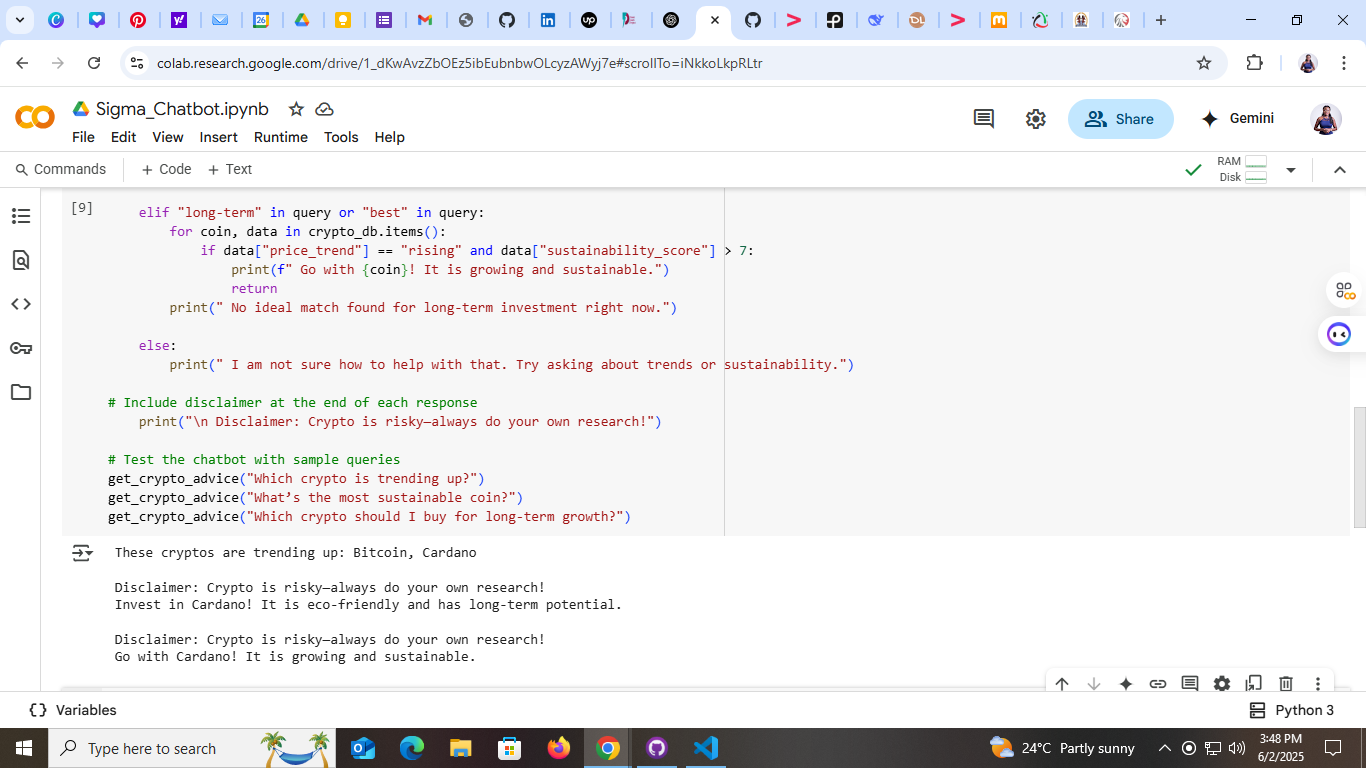 colab.research.google.com/drive/1_dKwAvzZbOEz5ibEubnbwOLcyzAWyj7e#scrollTo=iNkkoLkpRLtr
Sigma_Chatbot.ipynb
File Edit View Insert Runtime Tools Help
Share
Gemini
Commands + Code + Text
RAM
Disk
[9]
elif "long-term" in query or "best" in query:
for coin, data in crypto_db.items():
if data["price_trend"] == "rising" and data["sustainability_score"] > 7:
print(f" Go with {coin}! It is growing and sustainable.")
return
print(" No ideal match found for long-term investment right now.")
else:
print(" I am not sure how to help with that. Try asking about trends or sustainability.")
# Include disclaimer at the end of each response
print("\n Disclaimer: Crypto is risky—always do your own research!")
# Test the chatbot with sample queries
get_crypto_advice("Which crypto is trending up?")
get_crypto_advice("What’s the most sustainable coin?")
get_crypto_advice("Which crypto should I buy for long-term growth?")
These cryptos are trending up: Bitcoin, Cardano
Disclaimer: Crypto is risky—always do your own research!
Invest in Cardano! It is eco-friendly and has long-term potential.
Disclaimer: Crypto is risky—always do your own research!
Go with Cardano! It is growing and sustainable.
{} Variables
Python 3
Type here to search
24°C Partly sunny
3:48 PM
6/2/2025